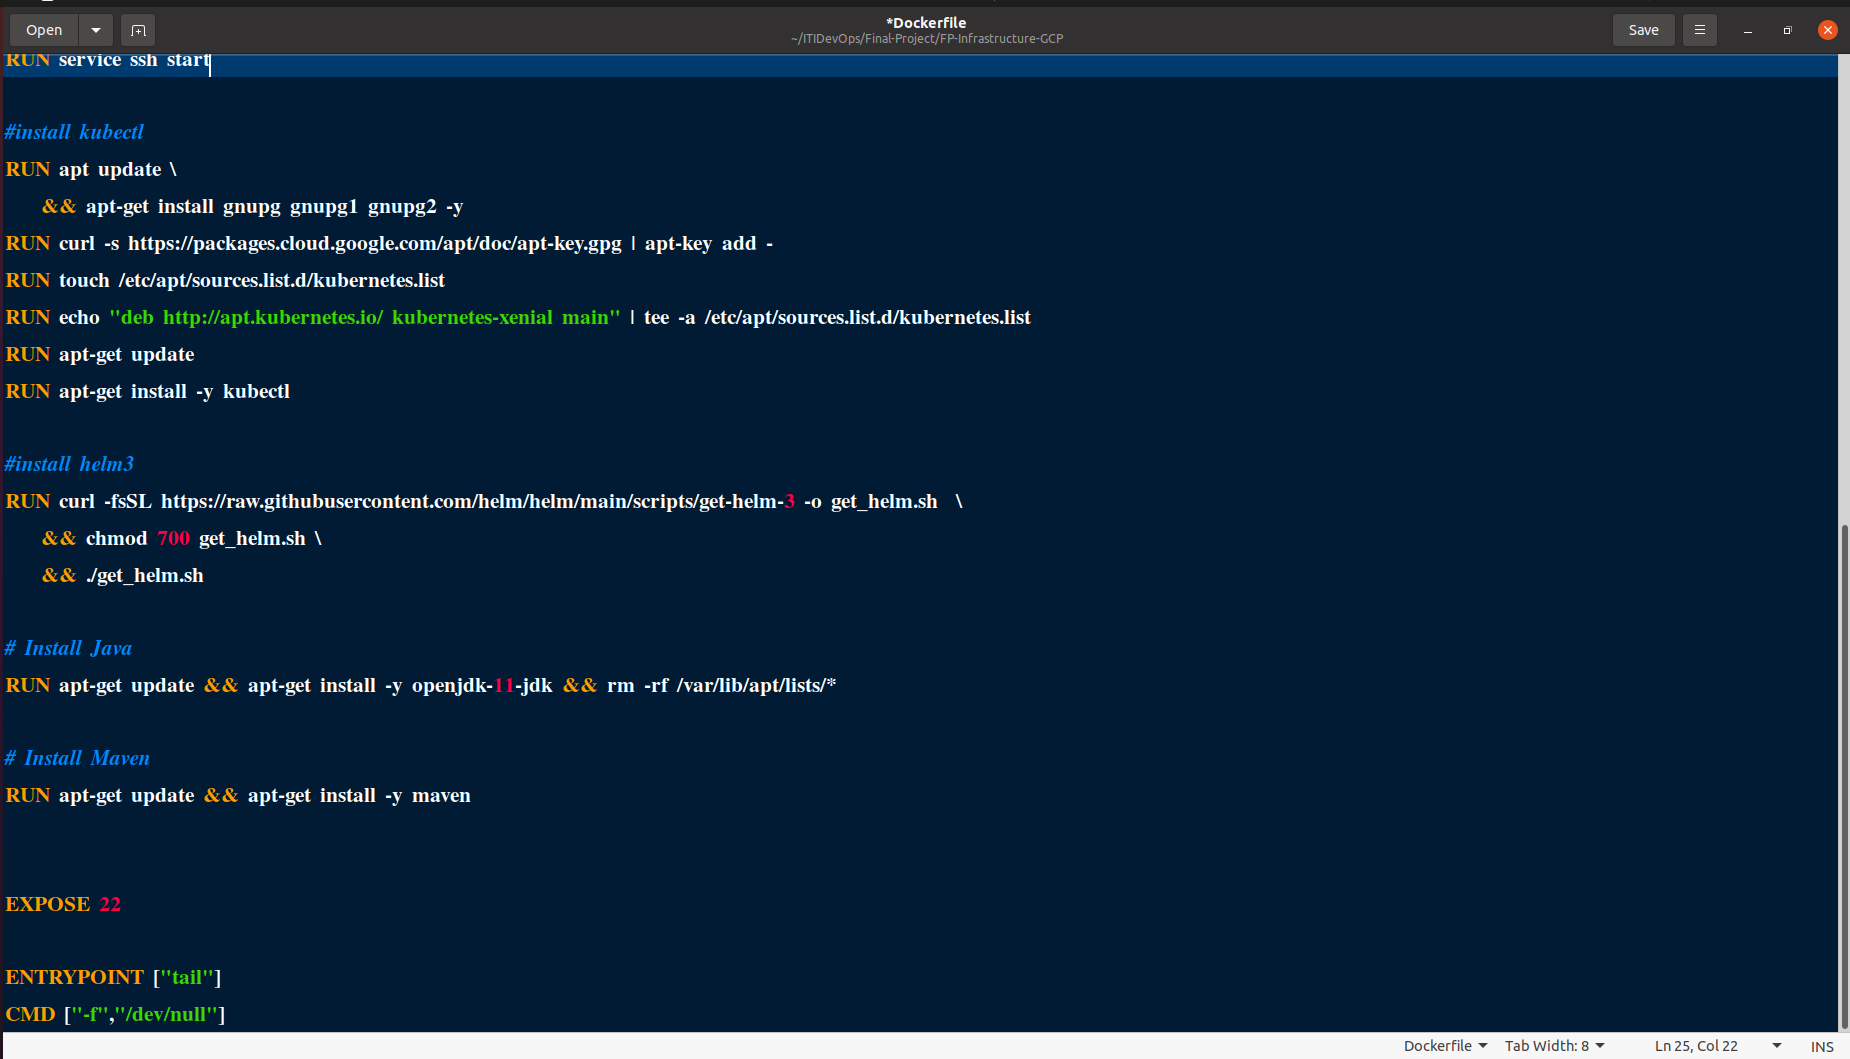 Open
*Dockerfile
~/ITIDevOps/Final-Project/FP-Infrastructure-GCP
Save
RUN service ssh start
#install kubectl
RUN apt update \
&& apt-get install gnupg gnupg1 gnupg2 -y
RUN curl -s https://packages.cloud.google.com/apt/doc/apt-key.gpg | apt-key add -
RUN touch /etc/apt/sources.list.d/kubernetes.list
RUN echo "deb http://apt.kubernetes.io/ kubernetes-xenial main" | tee -a /etc/apt/sources.list.d/kubernetes.list
RUN apt-get update
RUN apt-get install -y kubectl
#install helm3
RUN curl -fsSL https://raw.githubusercontent.com/helm/helm/main/scripts/get-helm-3 -o get_helm.sh \
&& chmod 700 get_helm.sh \
&& ./get_helm.sh
# Install Java
RUN apt-get update && apt-get install -y openjdk-11-jdk && rm -rf /var/lib/apt/lists/*
# Install Maven
RUN apt-get update && apt-get install -y maven
EXPOSE 22
ENTRYPOINT ["tail"]
CMD ["-f","/dev/null"]
Dockerfile Tab Width: 8 Ln 25, Col 22 INS